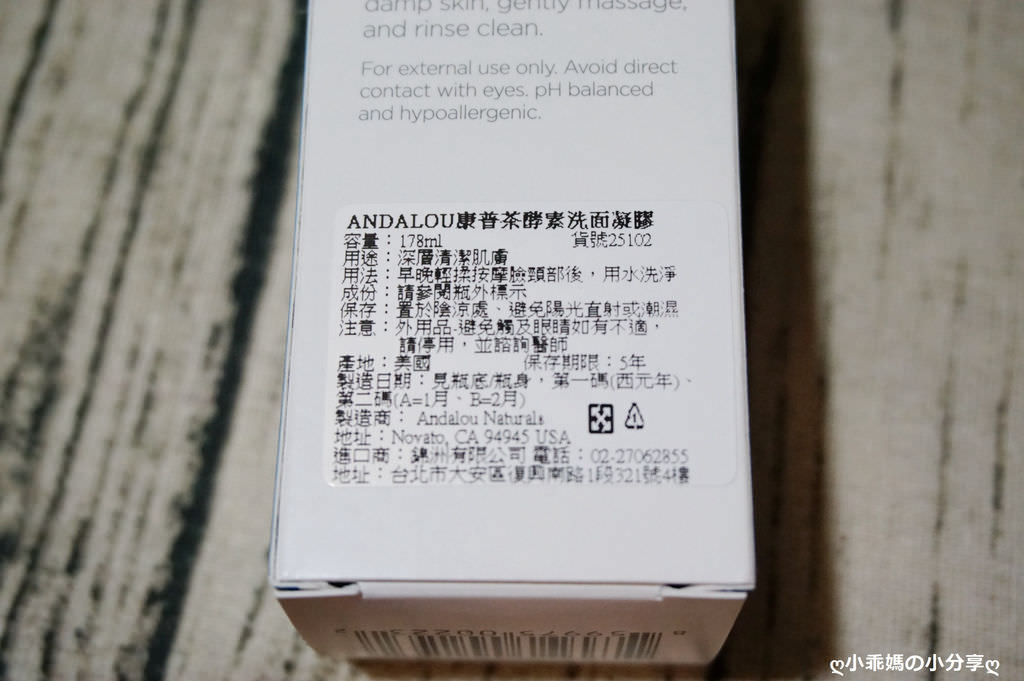 damp skin, gently massage,
and rinse clean.
For external use only. Avoid direct
contact with eyes. pH balanced
and hypoallergenic.
ANDALOU康普茶酵素洗面凝膠
容量：178ml 貨號25102
用途：深層清潔肌膚
用法：早晚輕揉按摩臉頸部後，用水洗淨
成份：請參閱瓶外標示
保存：置於陰涼處、避免陽光直射或潮濕
注意：外用品-避免觸及眼睛如有不適，
請停用，並諮詢醫師
產地：美國 保存期限：5年
製造日期：見瓶底/瓶身，第一碼(西元年)、
第二碼(A=1月、B=2月)
製造商： Andalou Naturals
地址：Novato, CA 94945 USA
進口商：錦洲有限公司 電話：02-27062855
地址：台北市大安區復興南路1段321號4樓
ღ小乖媽の小分享ღ